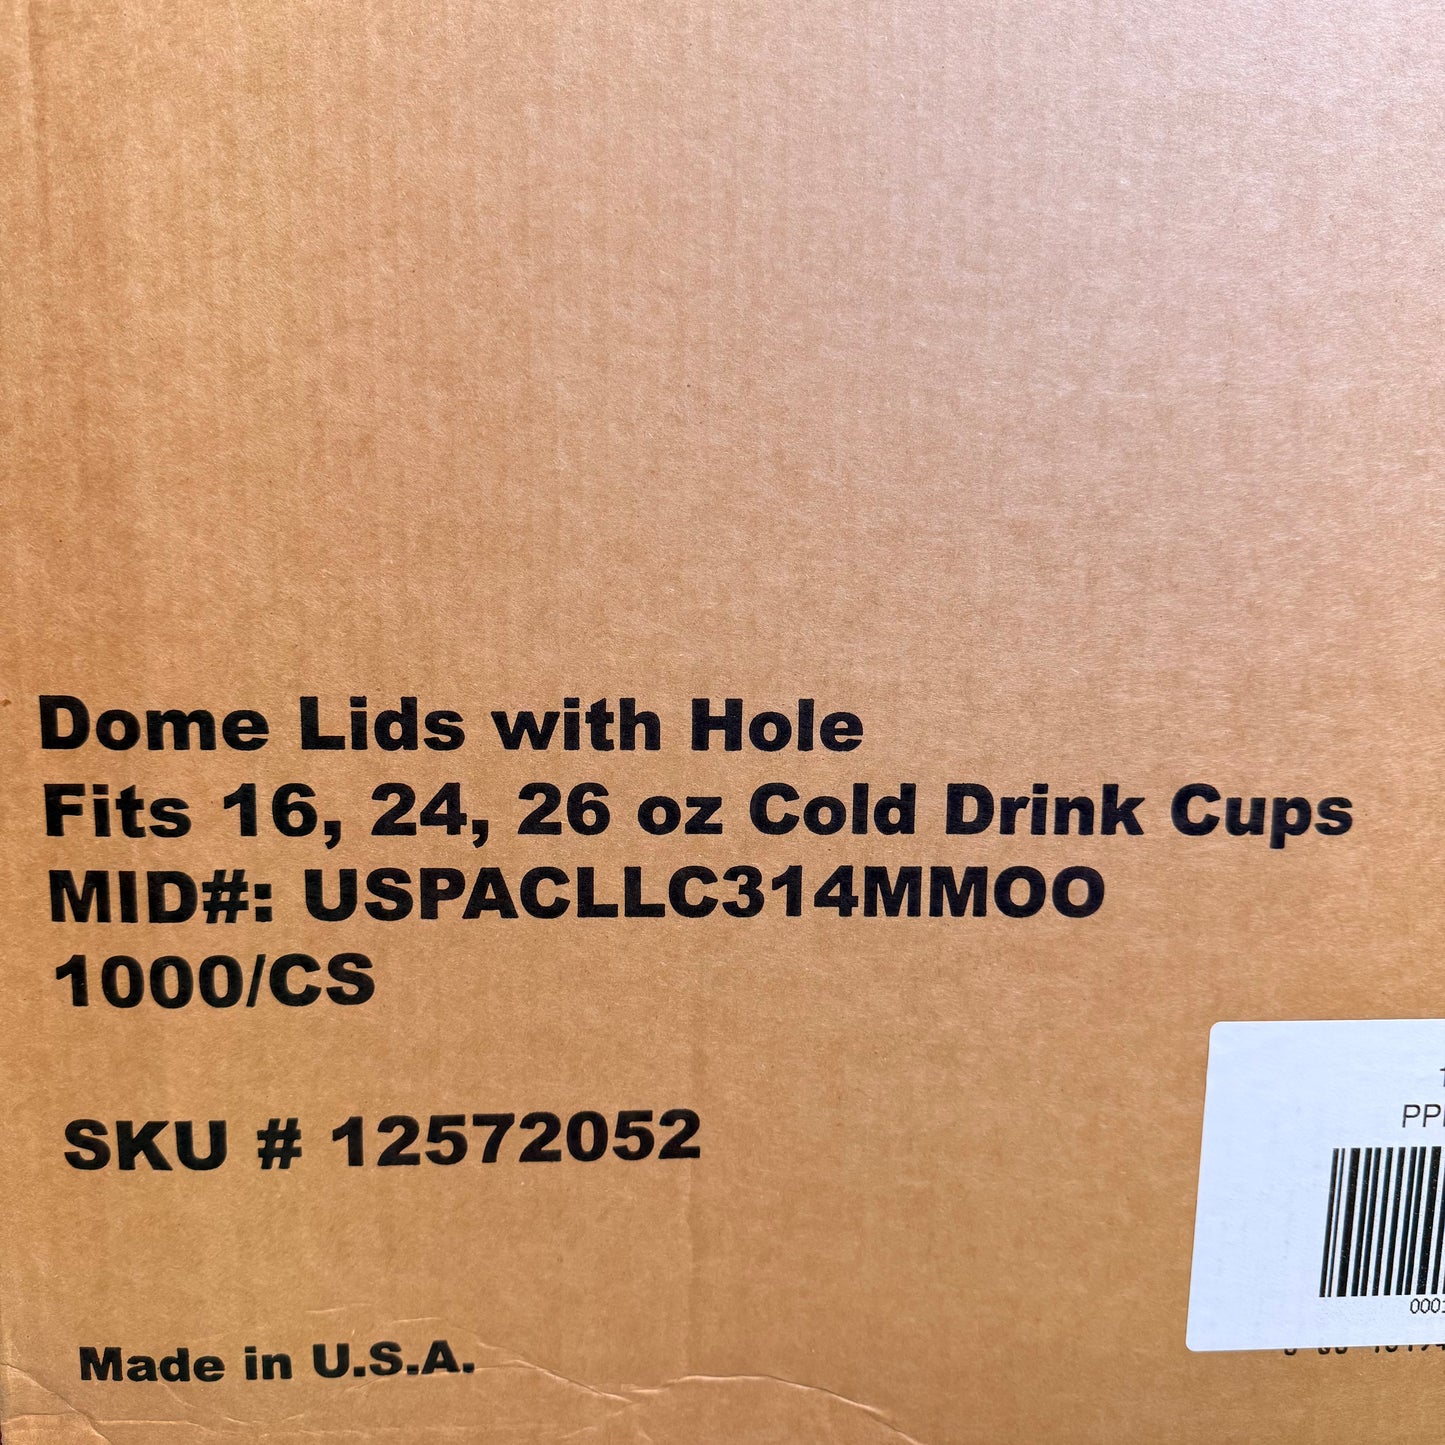 Dome Lids with Hole
Fits 16, 24, 26 oz Cold Drink Cups
MID#: USPACLLC314MMOO
1000/CS
SKU # 12572052
Made in U.S.A.